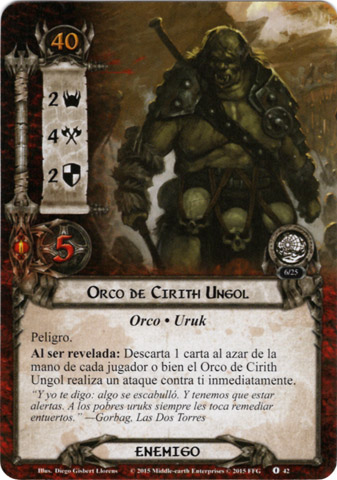 40
2
4
2
5
6/25
Orco de Cirith Ungol
Orco • Uruk
Peligro.
Al ser revelada: Descarta 1 carta al azar de la
mano de cada jugador o bien el Orco de Cirith
Ungol realiza un ataque contra ti inmediatamente.
“Y yo te digo: algo se escabulló. Y tenemos que estar
alertas. A los pobres uruks siempre les toca remediar
entuertos.” —Gorbag, Las Dos Torres
ENEMIGO
Illus. Diego Gisbert Llorens © 2015 Middle-earth Enterprises © 2015 FFG 42